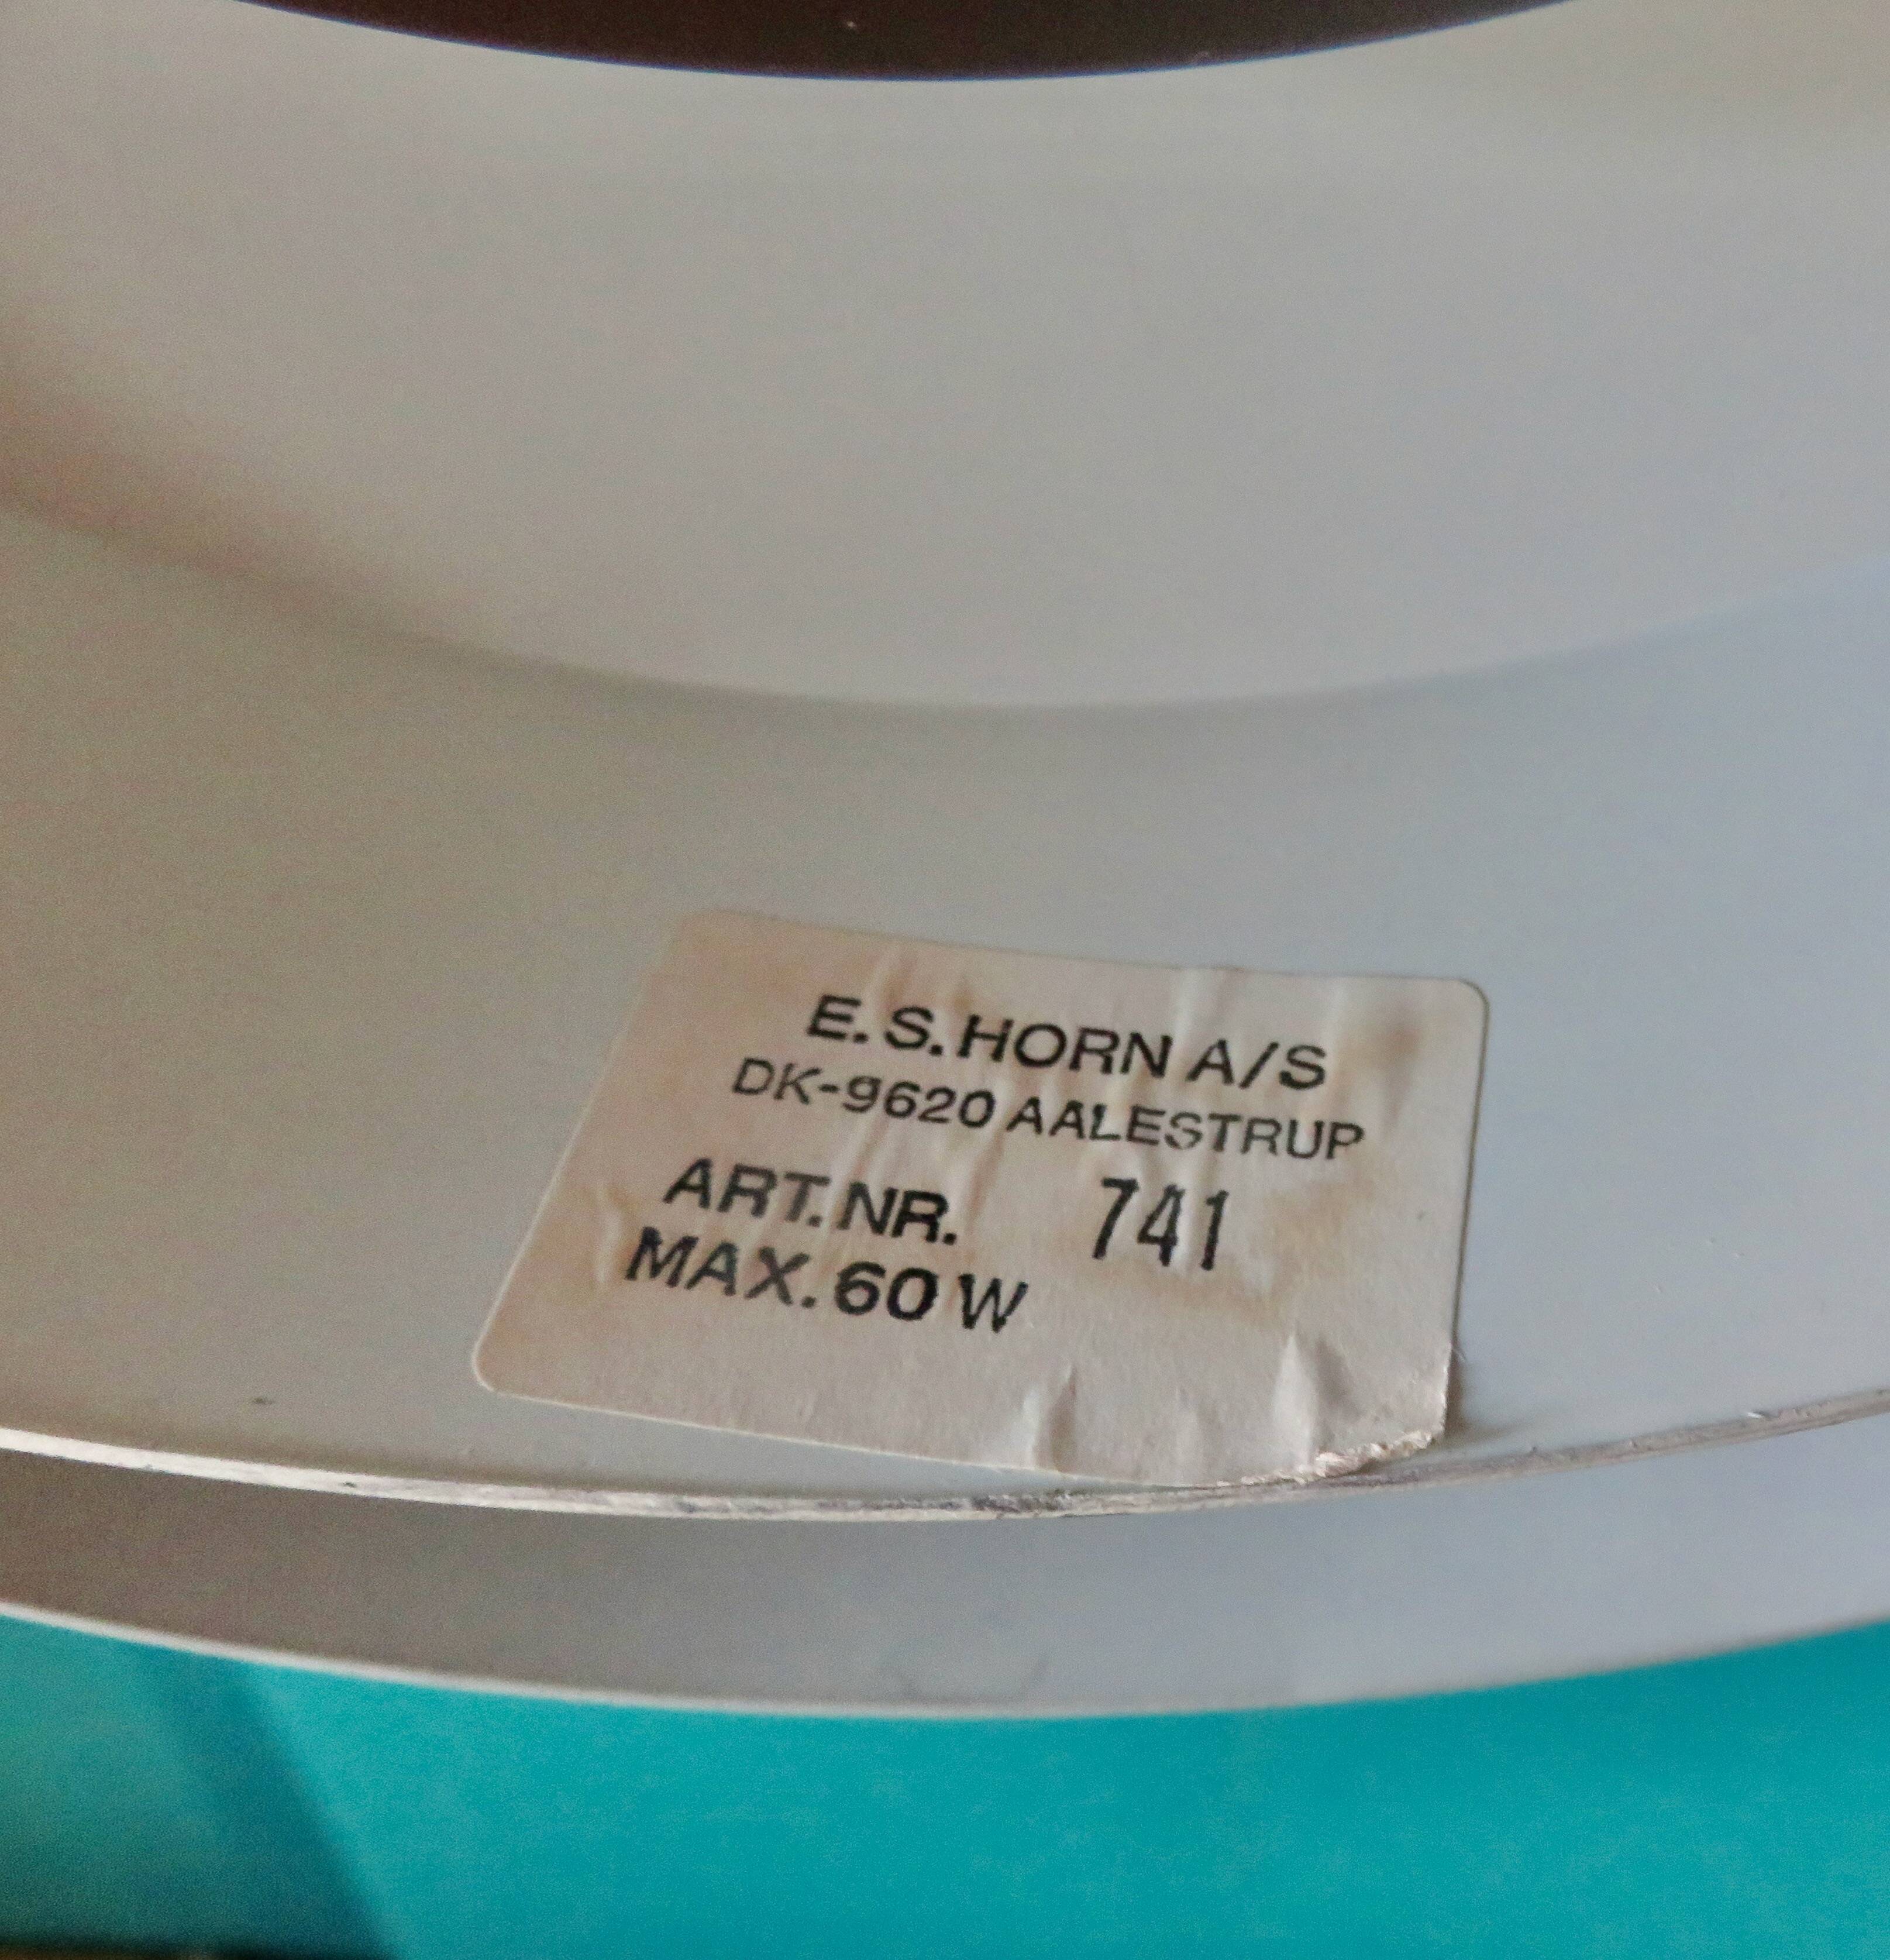 E. S. HORN A/S
DK-9620 AALESTRUP
ART. NR. 741
MAX. 60 W